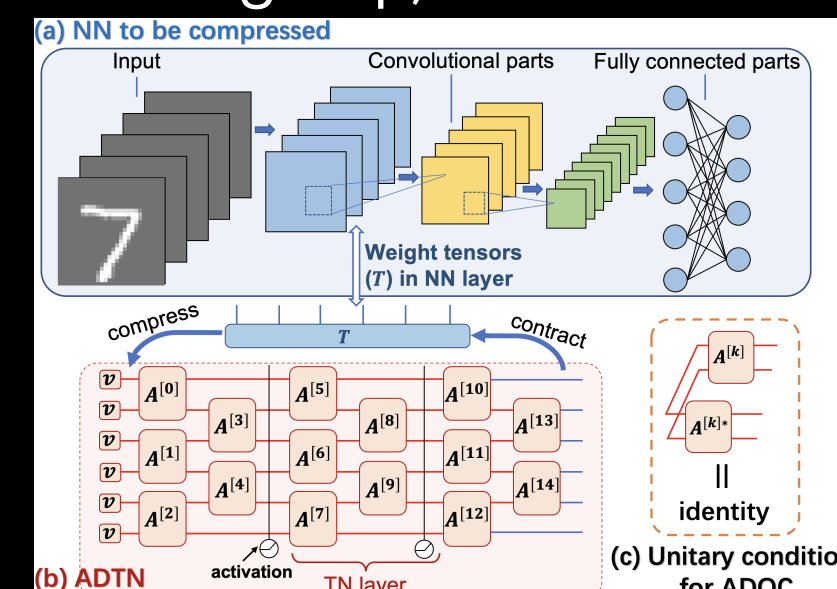 (a) NN to be compressed
Input
Convolutional parts
Fully connected parts
Weight tensors
(T) in NN layer
compress
T
contract
v
v
v
v
v
v
A[0]
A[1]
A[2]
A[3]
A[4]
A[5]
A[6]
A[7]
A[8]
A[9]
A[10]
A[11]
A[12]
A[13]
A[14]
activation
TN layer
(b) ADTN
A[k]
A[k]*
=
identity
(c) Unitary conditio
for ADQC